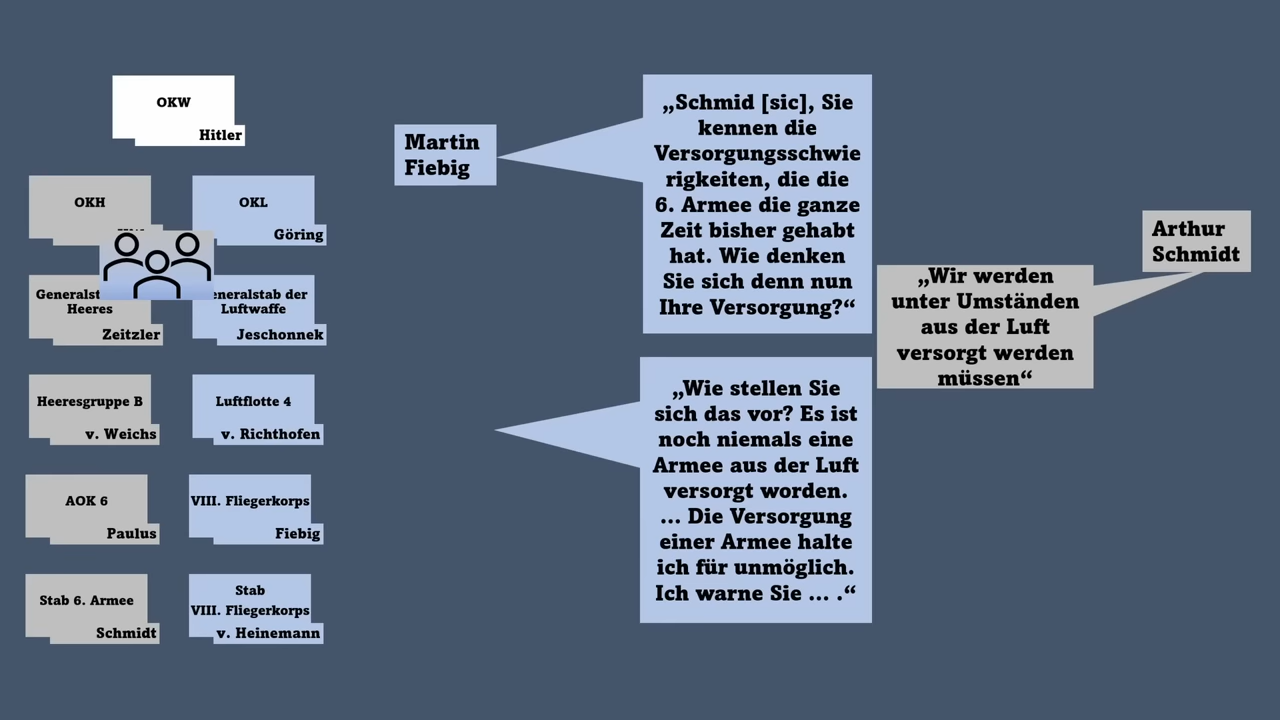 OKW
Hitler
OKH
OKL
Göring
Heeres
Zeitzler
der
Luftwaffe
Jeschonnek
Heeresgruppe B
v. Weichs
Luftflotte 4
v. Richthofen
AOK 6
Paulus
VIII. Fliegerkorps
Fiebig
Stab 6. Armee
Schmidt
Stab
VIII. Fliegerkorps
v. Heinemann
Martin
Fiebig
„Schmid [sic], Sie
kennen die
Versorgungsschwie
rigkeiten, die die
6. Armee die ganze
Zeit bisher gehabt
hat. Wie denken
Sie sich denn nun
Ihre Versorgung?“
Arthur
Schmidt
„Wir werden
unter Umständen
aus der Luft
versorgt werden
müssen“
„Wie stellen Sie
sich das vor? Es ist
noch niemals eine
Armee aus der Luft
versorgt worden.
... Die Versorgung
einer Armee halte
ich für unmöglich.
Ich warne Sie ... .“